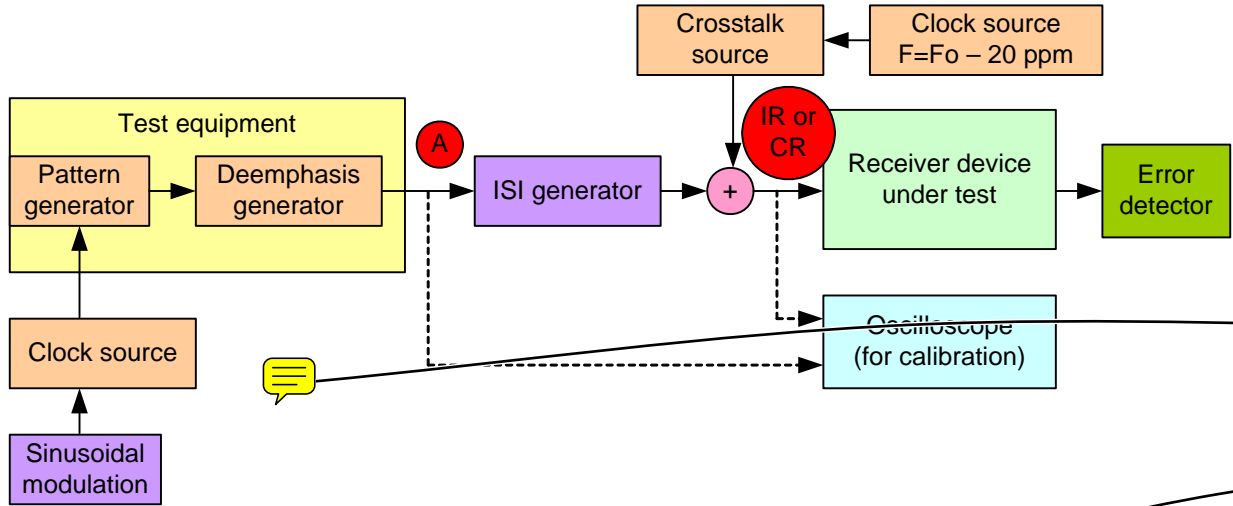 Crosstalk
source
Clock source
F=Fo – 20 ppm
Test equipment
A
IR or
CR
Pattern
generator
Deemphasis
generator
ISI generator
+
Receiver device
under test
Error
detector
Clock source
Oscilloscope
(for calibration)
Sinusoidal
modulation